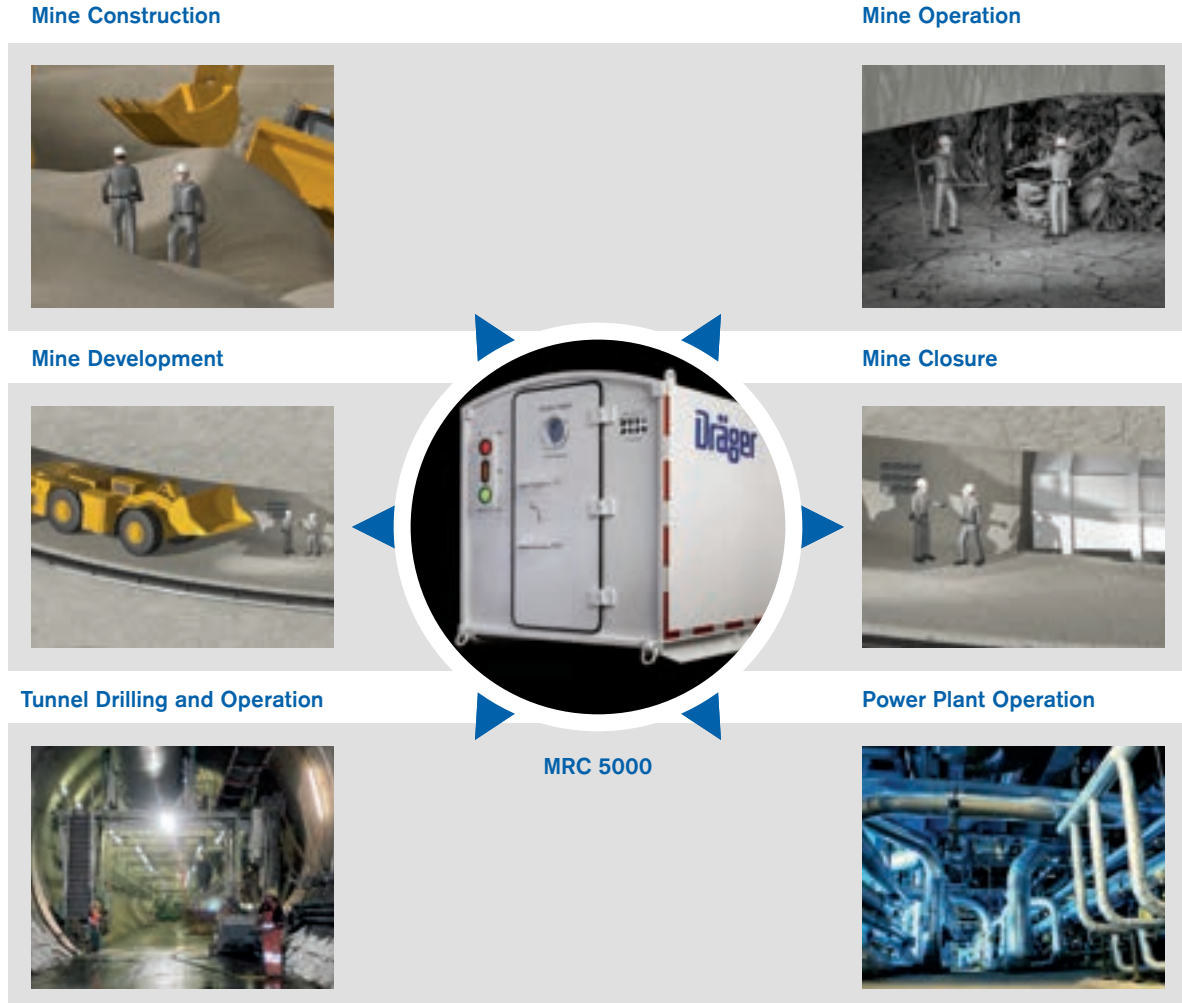 Mine Construction
Mine Operation
Mine Development
Mine Closure
Dräger
Tunnel Drilling and Operation
Power Plant Operation
MRC 5000